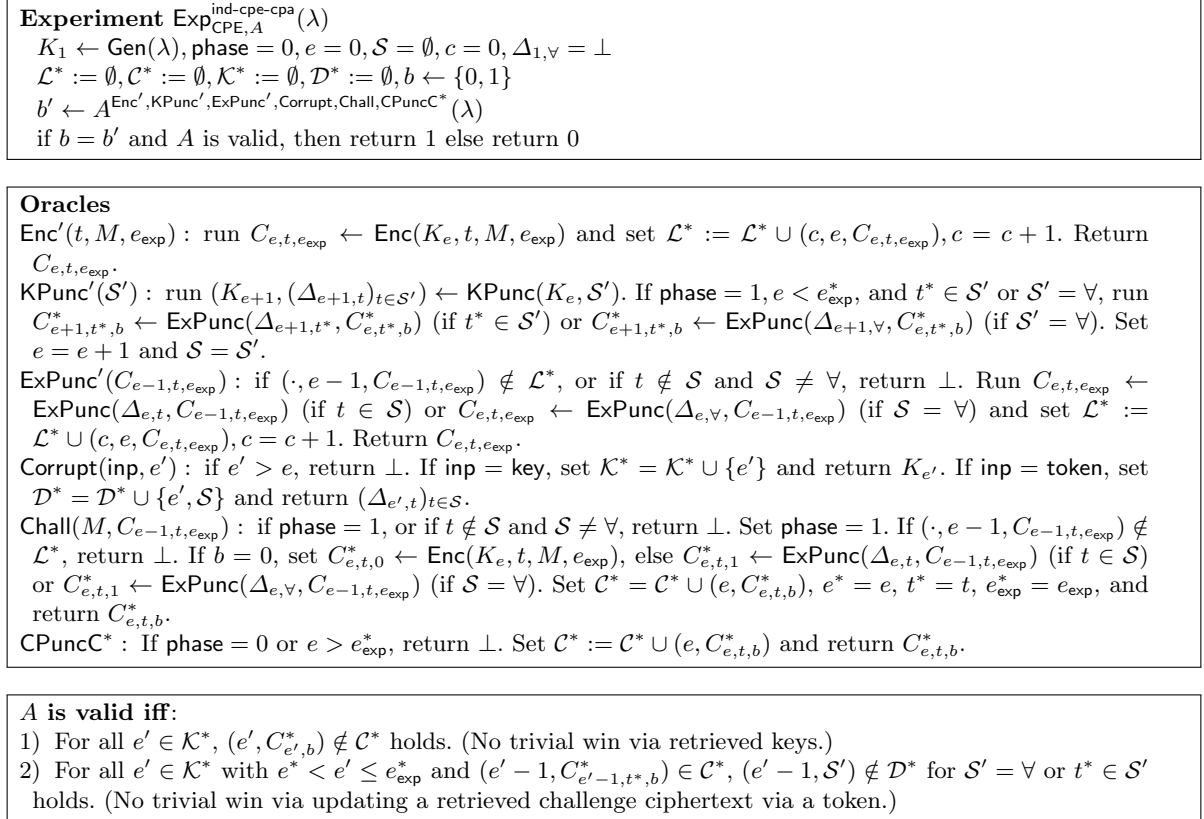 Experiment Exp^{ind-cpe-cpa}_{CPE,A}(λ)
K_1 ← Gen(λ), phase = 0, e = 0, 𝒮 = ∅, c = 0, Δ_{1,∀} = ⊥
ℒ* := ∅, 𝒞* := ∅, 𝒦* := ∅, 𝒟* := ∅, b ← {0, 1}
b′ ← A^{Enc′,KPunc′,ExPunc′,Corrupt,Chall,CPuncC*}(λ)
if b = b′ and A is valid, then return 1 else return 0
Oracles
Enc′(t, M, e_exp) : run C_{e,t,e_exp} ← Enc(K_e, t, M, e_exp) and set ℒ* := ℒ* ∪ (c, e, C_{e,t,e_exp}), c = c + 1. Return
C_{e,t,e_exp}.
KPunc′(𝒮′) : run (K_{e+1}, (Δ_{e+1,t})_{t∈𝒮′}) ← KPunc(K_e, 𝒮′). If phase = 1, e < e*_exp, and t* ∈ 𝒮′ or 𝒮′ = ∀, run
C*_{e+1,t*,b} ← ExPunc(Δ_{e+1,t*}, C*_{e,t*,b}) (if t* ∈ 𝒮′) or C*_{e+1,t*,b} ← ExPunc(Δ_{e+1,∀}, C*_{e,t*,b}) (if 𝒮′ = ∀). Set
e = e + 1 and 𝒮 = 𝒮′.
ExPunc′(C_{e−1,t,e_exp}) : if (·, e − 1, C_{e−1,t,e_exp}) ∉ ℒ*, or if t ∉ 𝒮 and 𝒮 ≠ ∀, return ⊥. Run C_{e,t,e_exp} ←
ExPunc(Δ_{e,t}, C_{e−1,t,e_exp}) (if t ∈ 𝒮) or C_{e,t,e_exp} ← ExPunc(Δ_{e,∀}, C_{e−1,t,e_exp}) (if 𝒮 = ∀) and set ℒ* :=
ℒ* ∪ (c, e, C_{e,t,e_exp}), c = c + 1. Return C_{e,t,e_exp}.
Corrupt(inp, e′) : if e′ > e, return ⊥. If inp = key, set 𝒦* = 𝒦* ∪ {e′} and return K_{e′}. If inp = token, set
𝒟* = 𝒟* ∪ {e′, 𝒮} and return (Δ_{e′,t})_{t∈𝒮}.
Chall(M, C_{e−1,t,e_exp}) : if phase = 1, or if t ∉ 𝒮 and 𝒮 ≠ ∀, return ⊥. Set phase = 1. If (·, e − 1, C_{e−1,t,e_exp}) ∉
ℒ*, return ⊥. If b = 0, set C*_{e,t,0} ← Enc(K_e, t, M, e_exp), else C*_{e,t,1} ← ExPunc(Δ_{e,t}, C_{e−1,t,e_exp}) (if t ∈ 𝒮)
or C*_{e,t,1} ← ExPunc(Δ_{e,∀}, C_{e−1,t,e_exp}) (if 𝒮 = ∀). Set 𝒞* = 𝒞* ∪ (e, C*_{e,t,b}), e* = e, t* = t, e*_exp = e_exp, and
return C*_{e,t,b}.
CPuncC* : If phase = 0 or e > e*_exp, return ⊥. Set 𝒞* := 𝒞* ∪ (e, C*_{e,t,b}) and return C*_{e,t,b}.
A is valid iff:
1) For all e′ ∈ 𝒦*, (e′, C*_{e′,b}) ∉ 𝒞* holds. (No trivial win via retrieved keys.)
2) For all e′ ∈ 𝒦* with e* < e′ ≤ e*_exp and (e′ − 1, C*_{e′−1,t*,b}) ∈ 𝒞*, (e′ − 1, 𝒮′) ∉ 𝒟* for 𝒮′ = ∀ or t* ∈ 𝒮′
holds. (No trivial win via updating a retrieved challenge ciphertext via a token.)